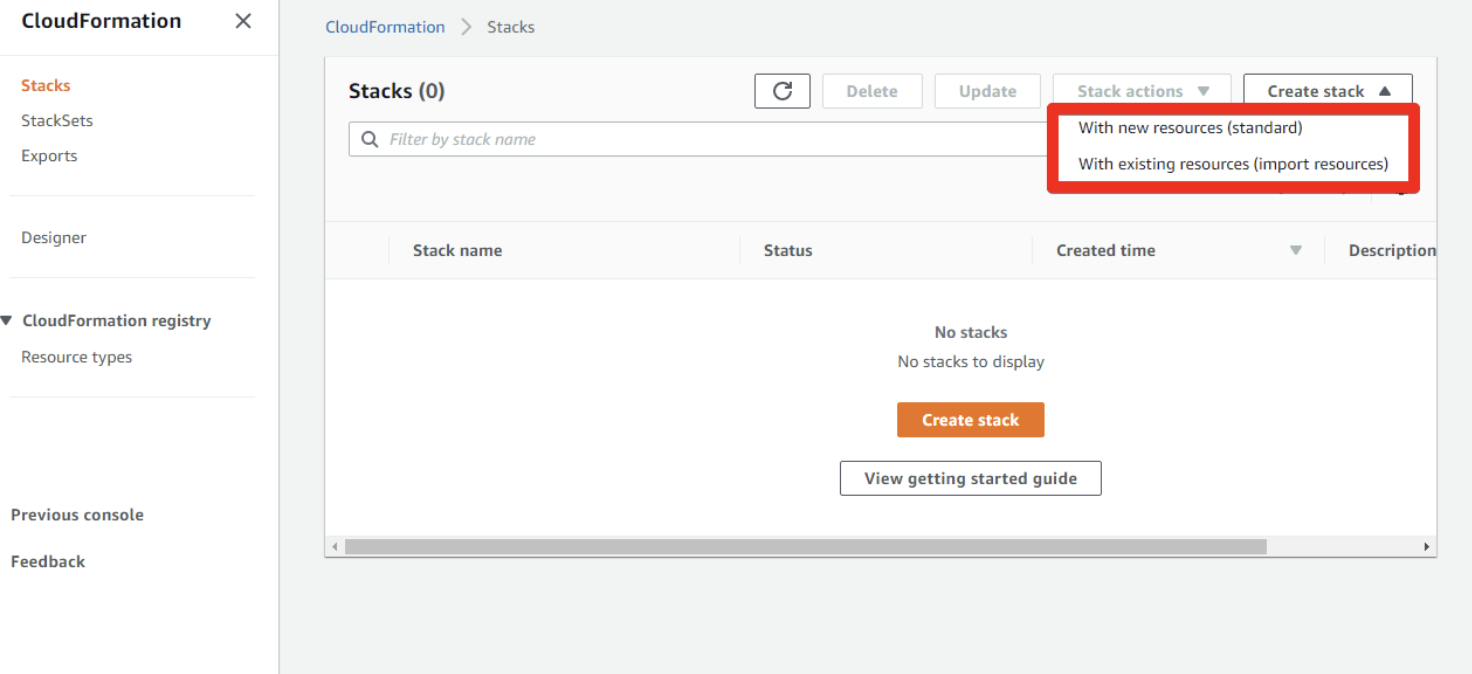 CloudFormation
Stacks
StackSets
Exports
Designer
CloudFormation registry
Resource types
Previous console
Feedback
CloudFormation > Stacks
Stacks (0)
Delete
Update
Stack actions
Create stack
With new resources (standard)
With existing resources (import resources)
Filter by stack name
Stack name
Status
Created time
Description
No stacks
No stacks to display
Create stack
View getting started guide